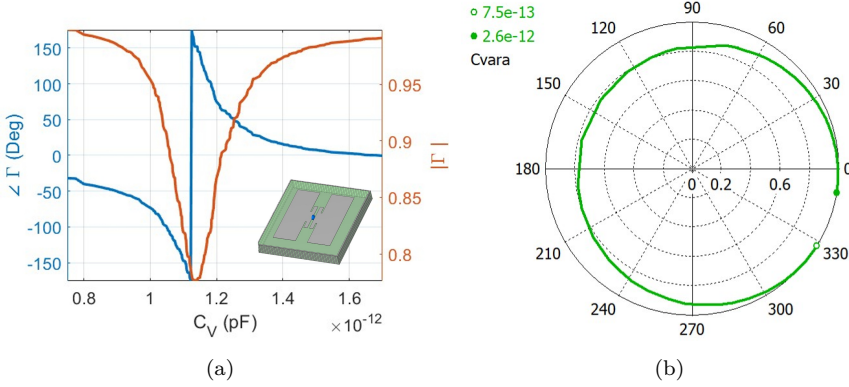 150
100
50
0
-50
-100
-150
∠ Γ (Deg)
0.95
0.9
0.85
0.8
|Γ |
0.8 1 1.2 1.4 1.6
C_V (pF)
×10^-12
(a)
7.5e-13
2.6e-12
Cvara
90
120 60
150 30
180 0 0.2 0.6 0
210 330
240 300
270
(b)